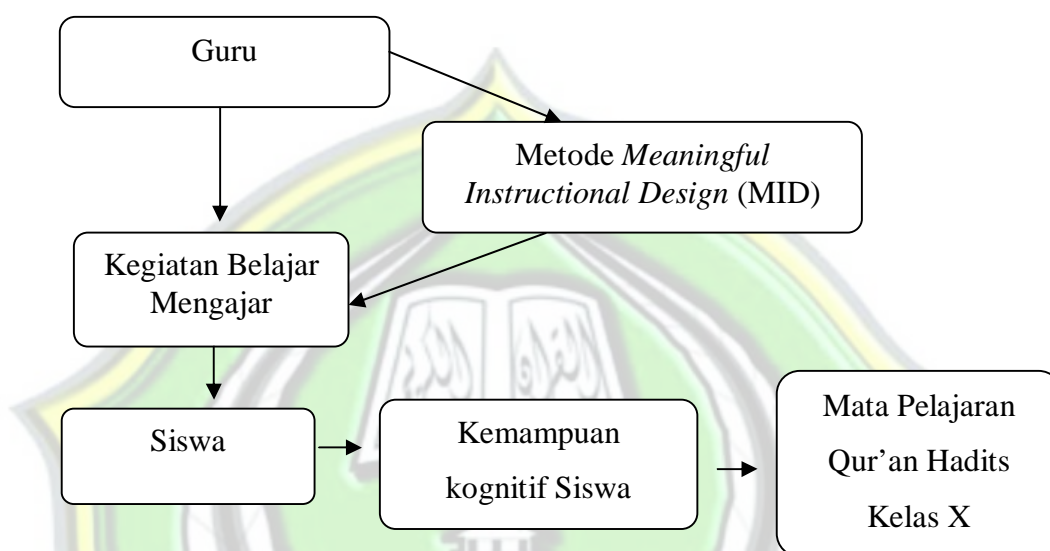 Guru
Metode Meaningful
Instructional Design (MID)
Kegiatan Belajar
Mengajar
Siswa
Kemampuan
kognitif Siswa
Mata Pelajaran
Qur’an Hadits
Kelas X